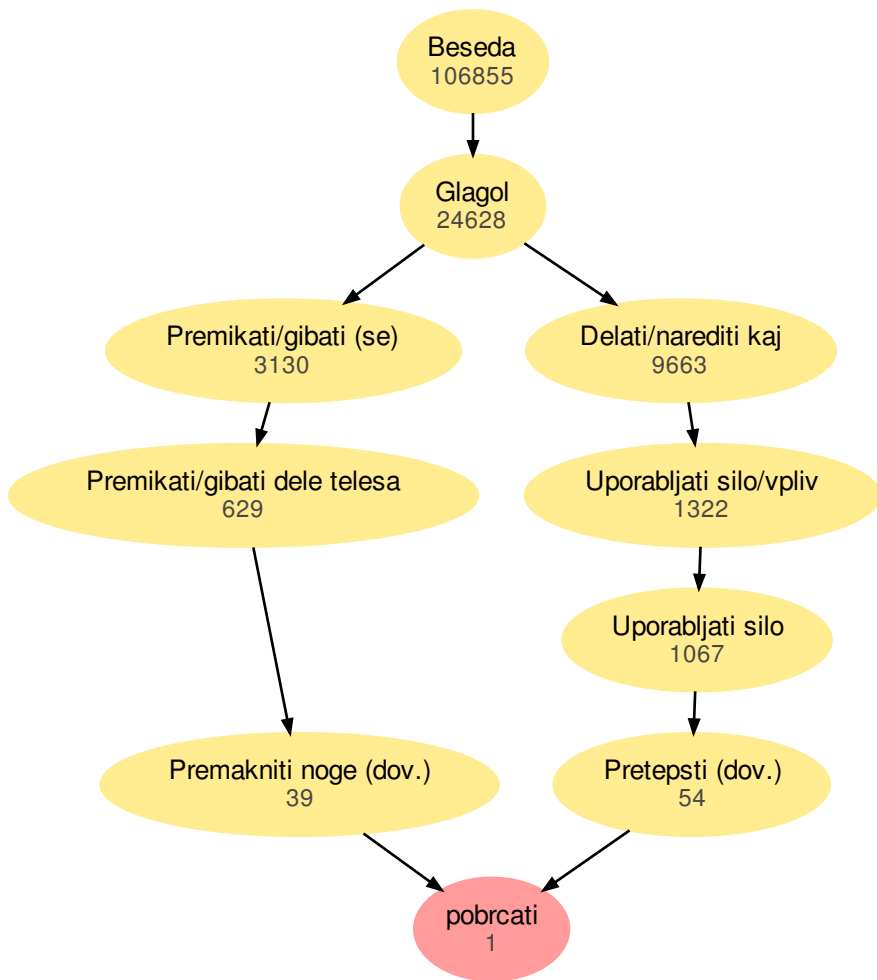 Beseda
106855
Glagol
24628
Premikati/gibati (se)
3130
Delati/narediti kaj
9663
Premikati/gibati dele telesa
629
Uporabljati silo/vpliv
1322
Uporabljati silo
1067
Premakniti noge (dov.)
39
Pretepsti (dov.)
54
pobrcati
1